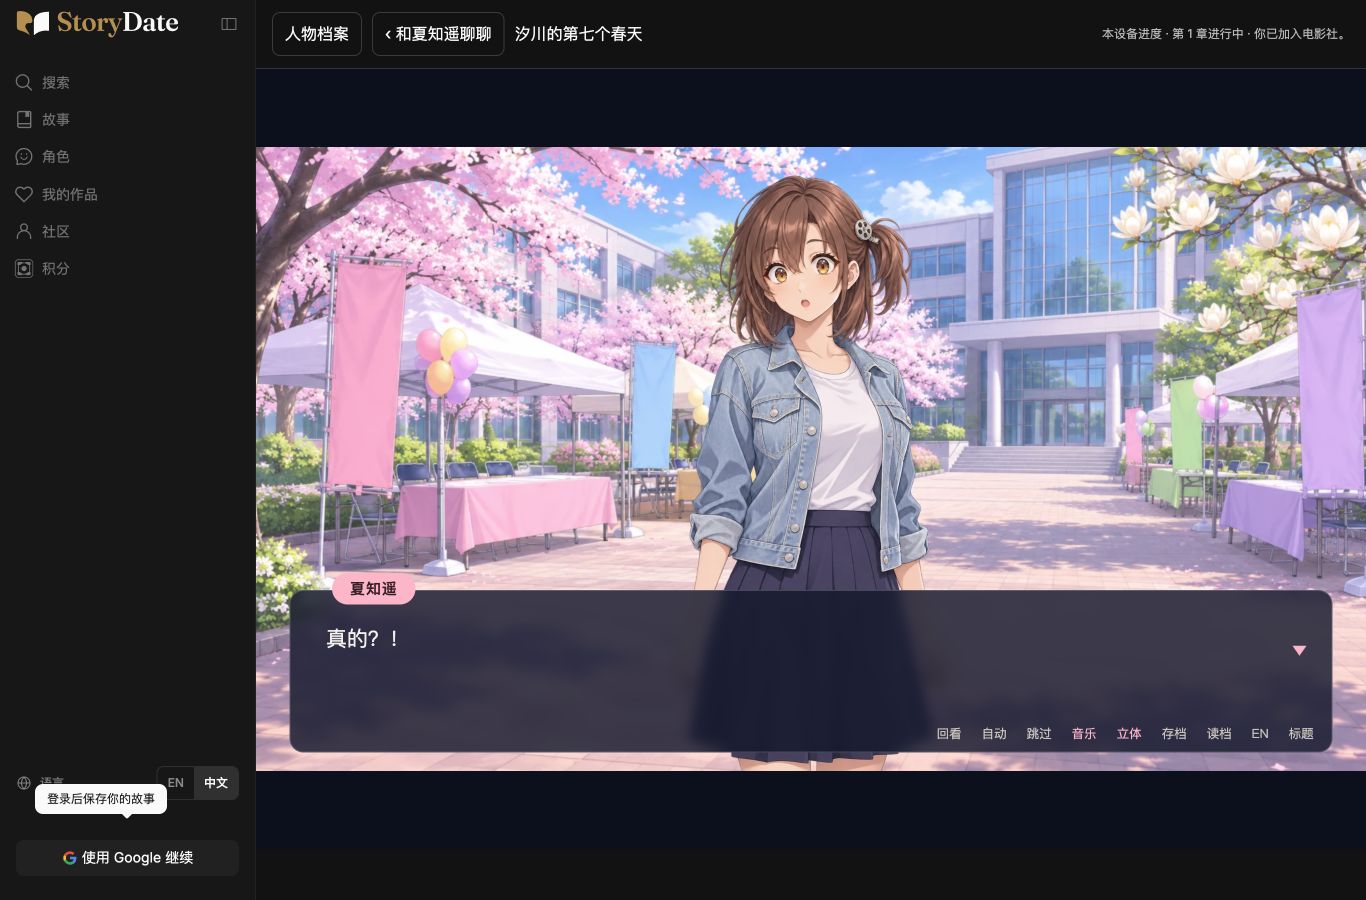 StoryDate
搜索
故事
角色
我的作品
社区
积分
语言
EN 中文
登录后保存你的故事
使用 Google 继续
人物档案
‹ 和夏知遥聊聊
汐川的第七个春天
本设备进度 · 第 1 章进行中 · 你已加入电影社。
夏知遥
真的？！
回看 自动 跳过 音乐 立体 存档 读档 EN 标题